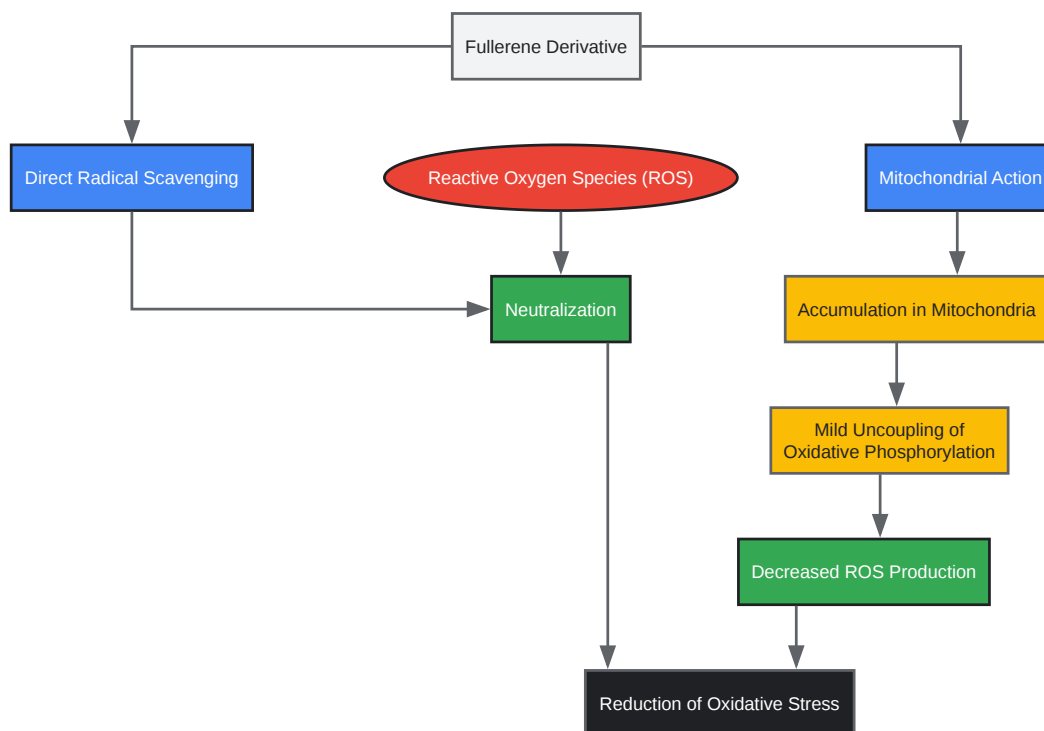 Fullerene Derivative
Direct Radical Scavenging
Reactive Oxygen Species (ROS)
Mitochondrial Action
Neutralization
Accumulation in Mitochondria
Mild Uncoupling of
Oxidative Phosphorylation
Decreased ROS Production
Reduction of Oxidative Stress